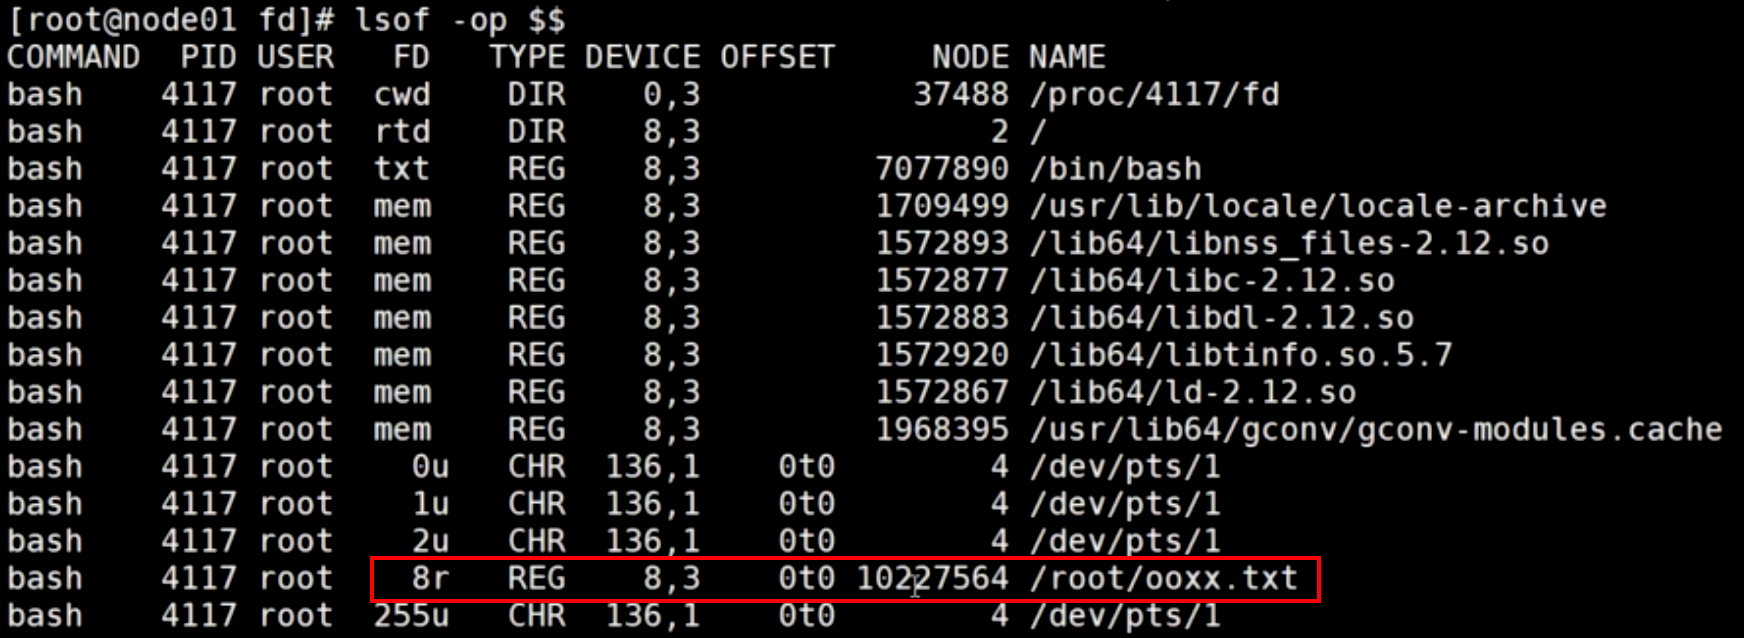 [root@node01 fd]# lsof -op $$
COMMAND  PID USER   FD   TYPE DEVICE OFFSET     NODE NAME
bash    4117 root  cwd    DIR    0,3           37488 /proc/4117/fd
bash    4117 root  rtd    DIR    8,3               2 /
bash    4117 root  txt    REG    8,3         7077890 /bin/bash
bash    4117 root  mem    REG    8,3         1709499 /usr/lib/locale/locale-archive
bash    4117 root  mem    REG    8,3         1572893 /lib64/libnss_files-2.12.so
bash    4117 root  mem    REG    8,3         1572877 /lib64/libc-2.12.so
bash    4117 root  mem    REG    8,3         1572883 /lib64/libdl-2.12.so
bash    4117 root  mem    REG    8,3         1572920 /lib64/libtinfo.so.5.7
bash    4117 root  mem    REG    8,3         1572867 /lib64/ld-2.12.so
bash    4117 root  mem    REG    8,3         1968395 /usr/lib64/gconv/gconv-modules.cache
bash    4117 root    0u   CHR  136,1    0t0        4 /dev/pts/1
bash    4117 root    1u   CHR  136,1    0t0        4 /dev/pts/1
bash    4117 root    2u   CHR  136,1    0t0        4 /dev/pts/1
bash    4117 root    8r   REG    8,3    0t0 10227564 /root/ooxx.txt
bash    4117 root  255u   CHR  136,1    0t0        4 /dev/pts/1